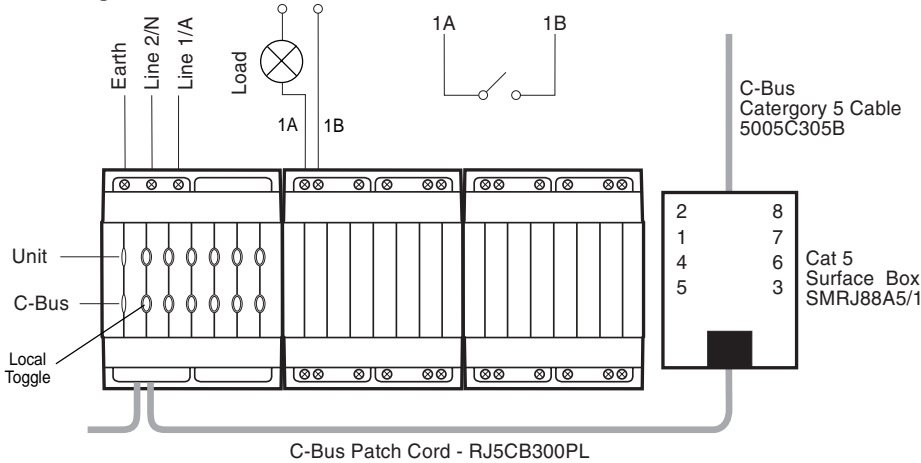 Earth
Line 2/N
Line 1/A
Load
1A
1B
1A
1B
C-Bus
Catergory 5 Cable
5005C305B
Unit
C-Bus
Local
Toggle
2 8
1 7
4 6
5 3
Cat 5
Surface Box
SMRJ88A5/1
C-Bus Patch Cord - RJ5CB300PL